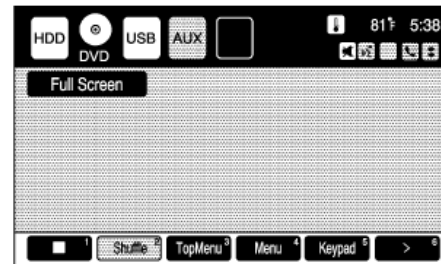 HDD DVD USB AUX 81°F 5:38
Full Screen
1 Shuffle 2 TopMenu 3 Menu 4 Keypad 5 > 6